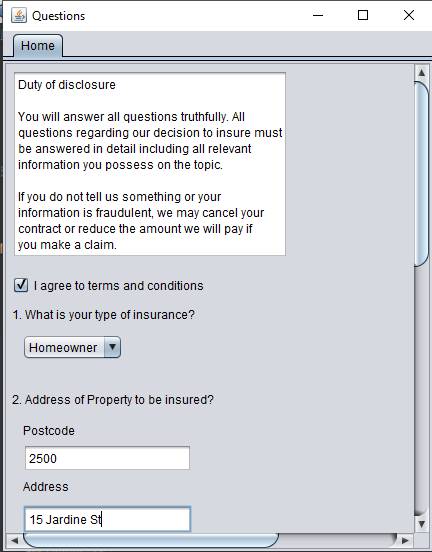 Questions
Home
Duty of disclosure
You will answer all questions truthfully. All
questions regarding our decision to insure must
be answered in detail including all relevant
information you possess on the topic.
If you do not tell us something or your
information is fraudulent, we may cancel your
contract or reduce the amount we will pay if
you make a claim.
I agree to terms and conditions
1. What is your type of insurance?
Homeowner
2. Address of Property to be insured?
Postcode
2500
Address
15 Jardine St